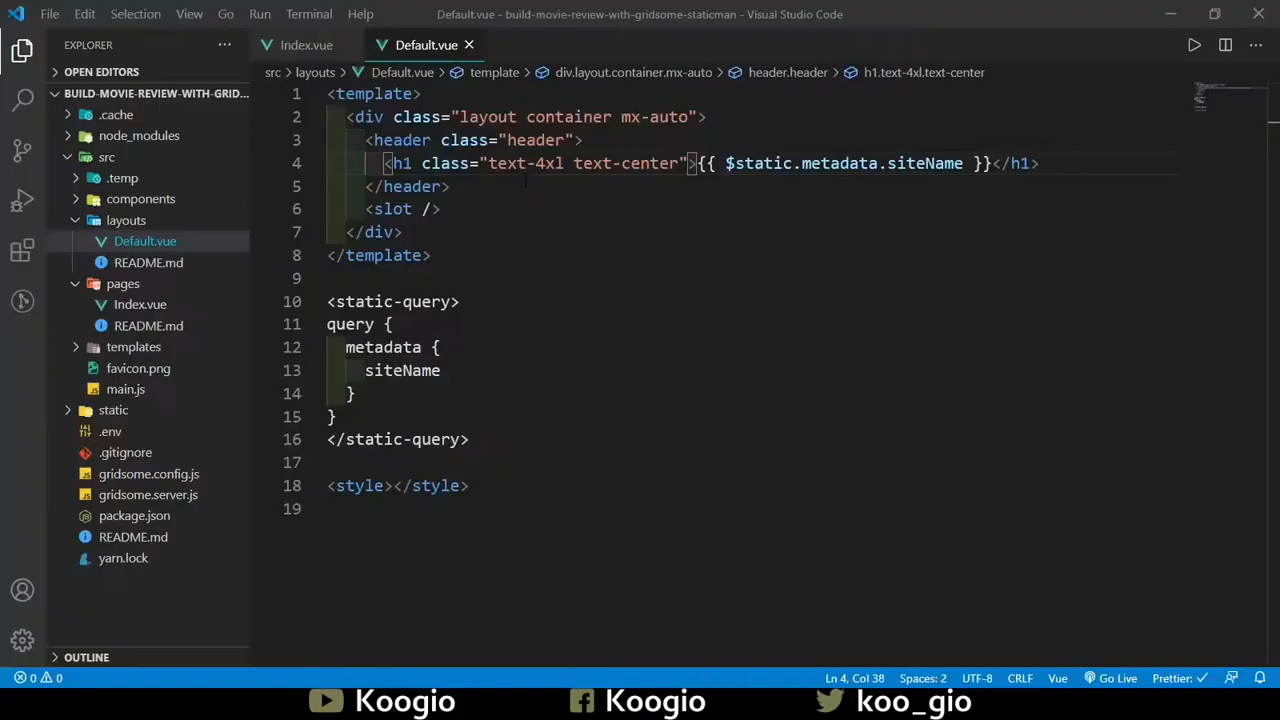 File Edit Selection View Go Run Terminal Help Default.vue - build-movie-review-with-gridsome-staticman - Visual Studio Code
EXPLORER
Index.vue
Default.vue
OPEN EDITORS
src > layouts > Default.vue > template > div.layout.container.mx-auto > header.header > h1.text-4xl.text-center
BUILD-MOVIE-REVIEW-WITH-GRID...
.cache
node_modules
src
.temp
components
layouts
Default.vue
README.md
pages
Index.vue
README.md
templates
favicon.png
main.js
static
.env
.gitignore
gridsome.config.js
gridsome.server.js
package.json
README.md
yarn.lock
OUTLINE
1 <template>
2 <div class="layout container mx-auto">
3 <header class="header">
4 <h1 class="text-4xl text-center">{{ $static.metadata.siteName }}</h1>
5 </header>
6 <slot />
7 </div>
8 </template>
9
10 <static-query>
11 query {
12 metadata {
13 siteName
14 }
15 }
16 </static-query>
17
18 <style></style>
19
0 0 Ln 4, Col 38 Spaces: 2 UTF-8 CRLF Vue Go Live Prettier: ✓
Koogio Koogio koo_gio